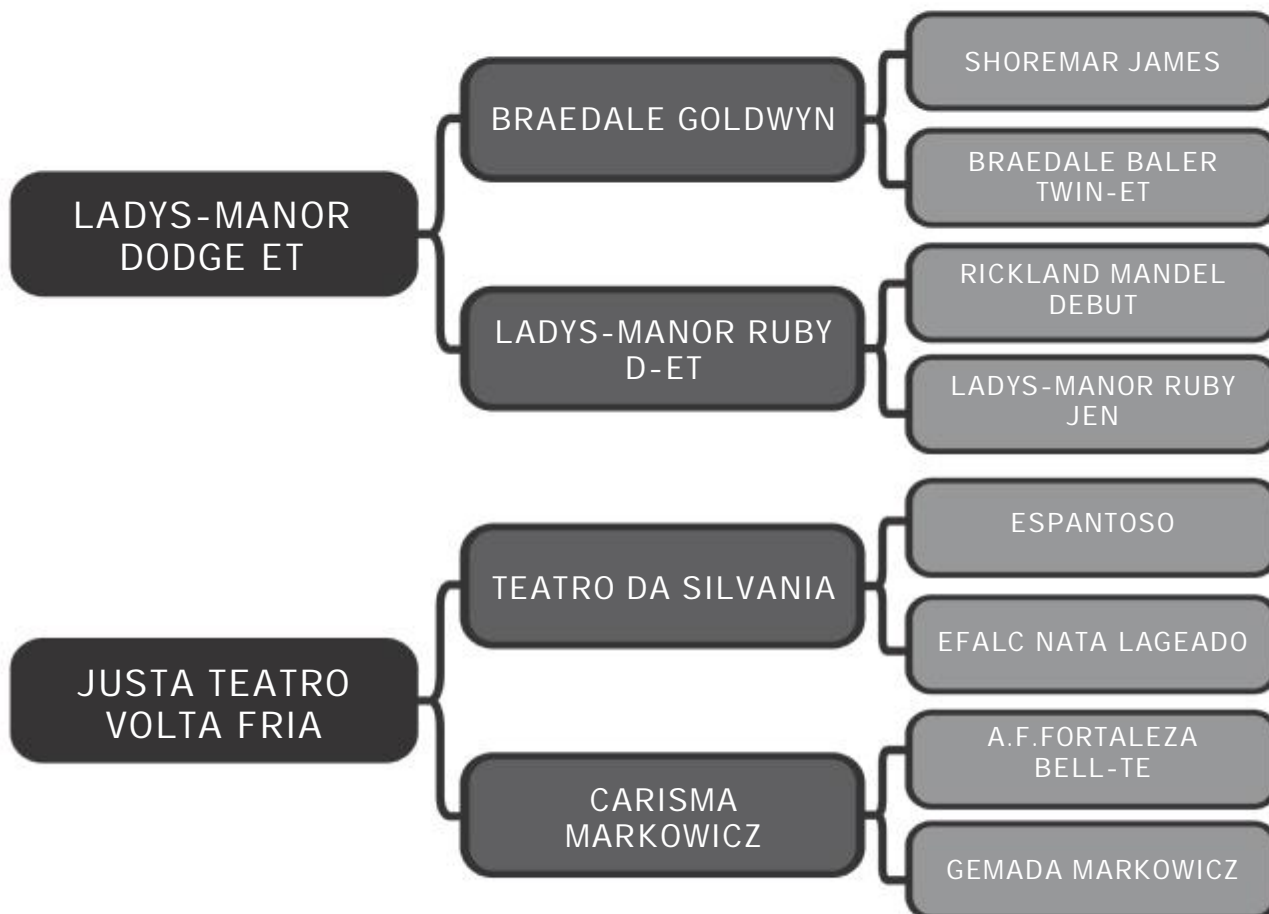 SHOREMAR JAMES
BRAEDALE GOLDWYN
BRAEDALE BALER
TWIN-ET
LADYS-MANOR
DODGE ET
RICKLAND MANDEL
DEBUT
LADYS-MANOR RUBY
D-ET
LADYS-MANOR RUBY
JEN
ESPANTOSO
TEATRO DA SILVANIA
EFALC NATA LAGEADO
JUSTA TEATRO
VOLTA FRIA
A.F.FORTALEZA
BELL-TE
CARISMA
MARKOWICZ
GEMADA MARKOWICZ